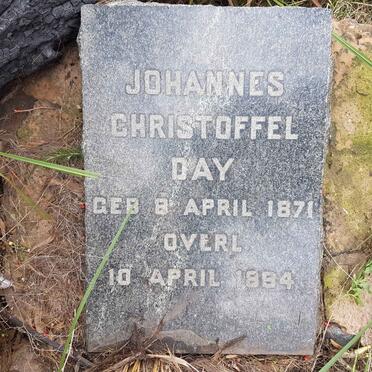 JOHANNES
CHRISTOFFEL
DAY
GEB 8 APRIL 1871
OVERL
10 APRIL 1884